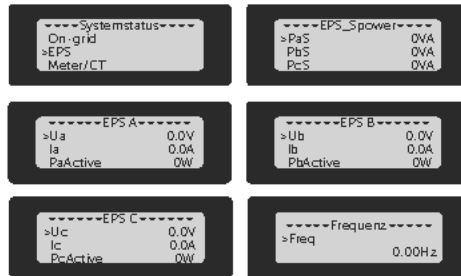 ----Systemstatus----
On-grid
>EPS
Meter/CT
----EPS_Spower----
>PaS 0VA
PbS 0VA
PcS 0VA
------EPS A------
>Ua 0.0V
Ia 0.0A
PaActive 0W
------EPS B------
>Ub 0.0V
Ib 0.0A
PbActive 0W
------EPS C------
>Uc 0.0V
Ic 0.0A
PcActive 0W
-----Frequenz-----
>Freq
0.00Hz